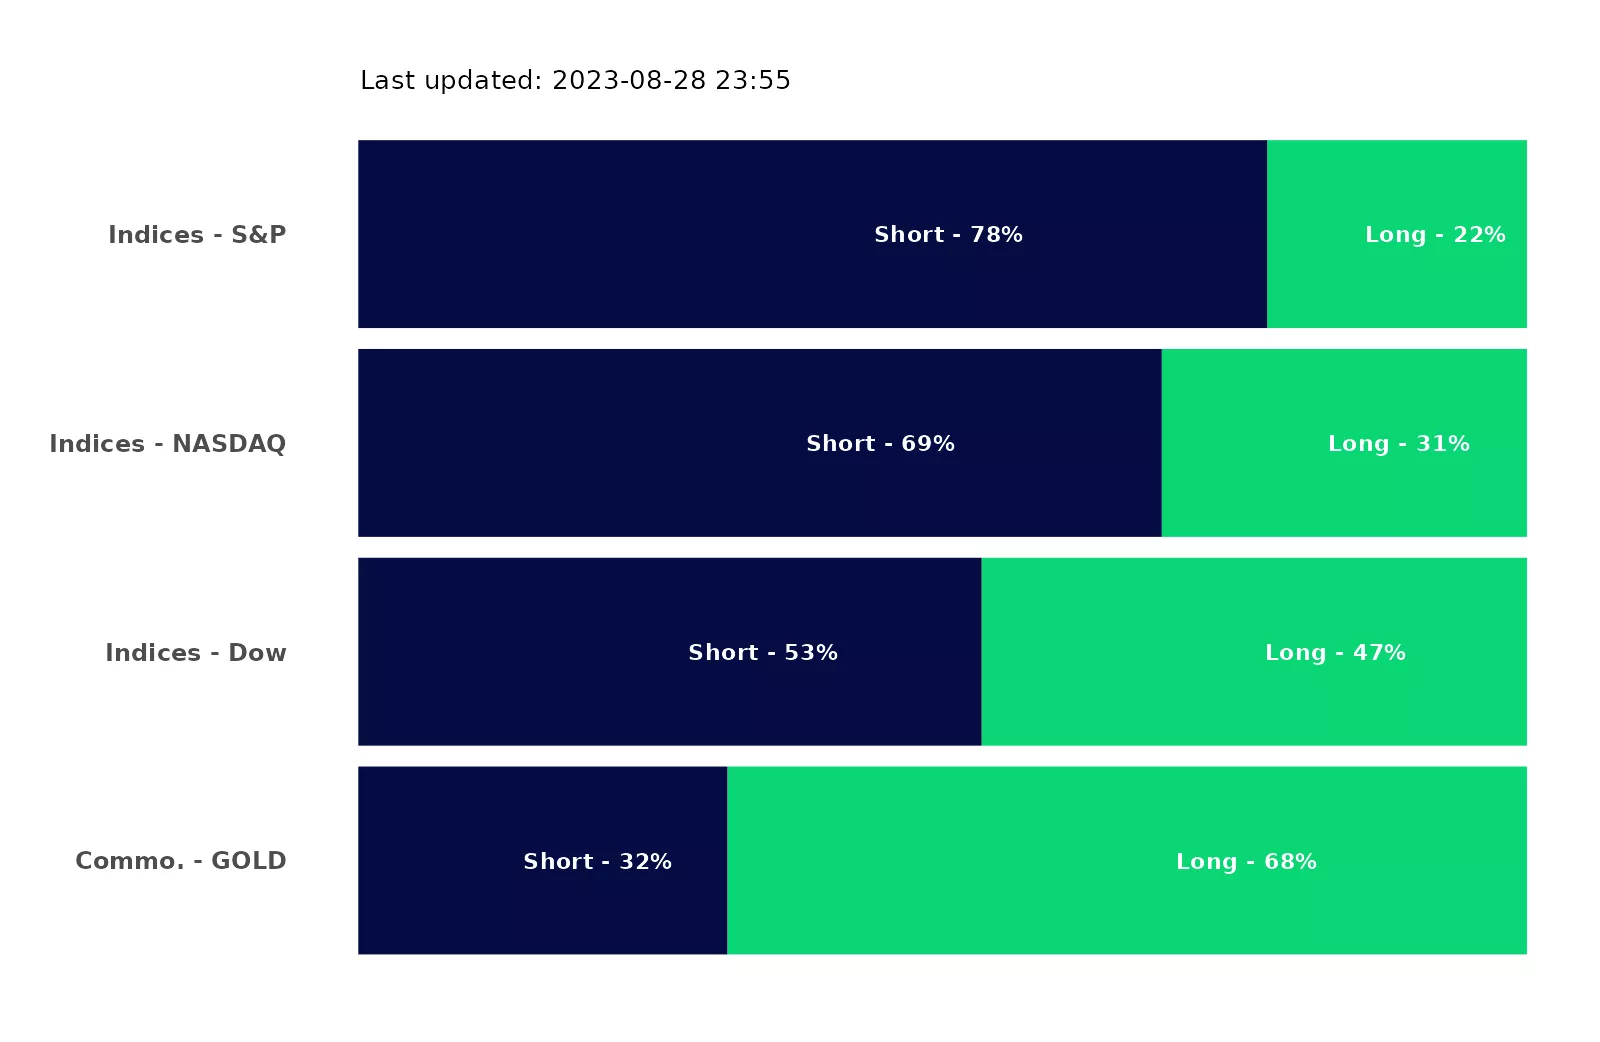 Last updated: 2023-08-28 23:55
Indices - S&P Short - 78% Long - 22%
Indices - NASDAQ Short - 69% Long - 31%
Indices - Dow Short - 53% Long - 47%
Commo. - GOLD Short - 32% Long - 68%